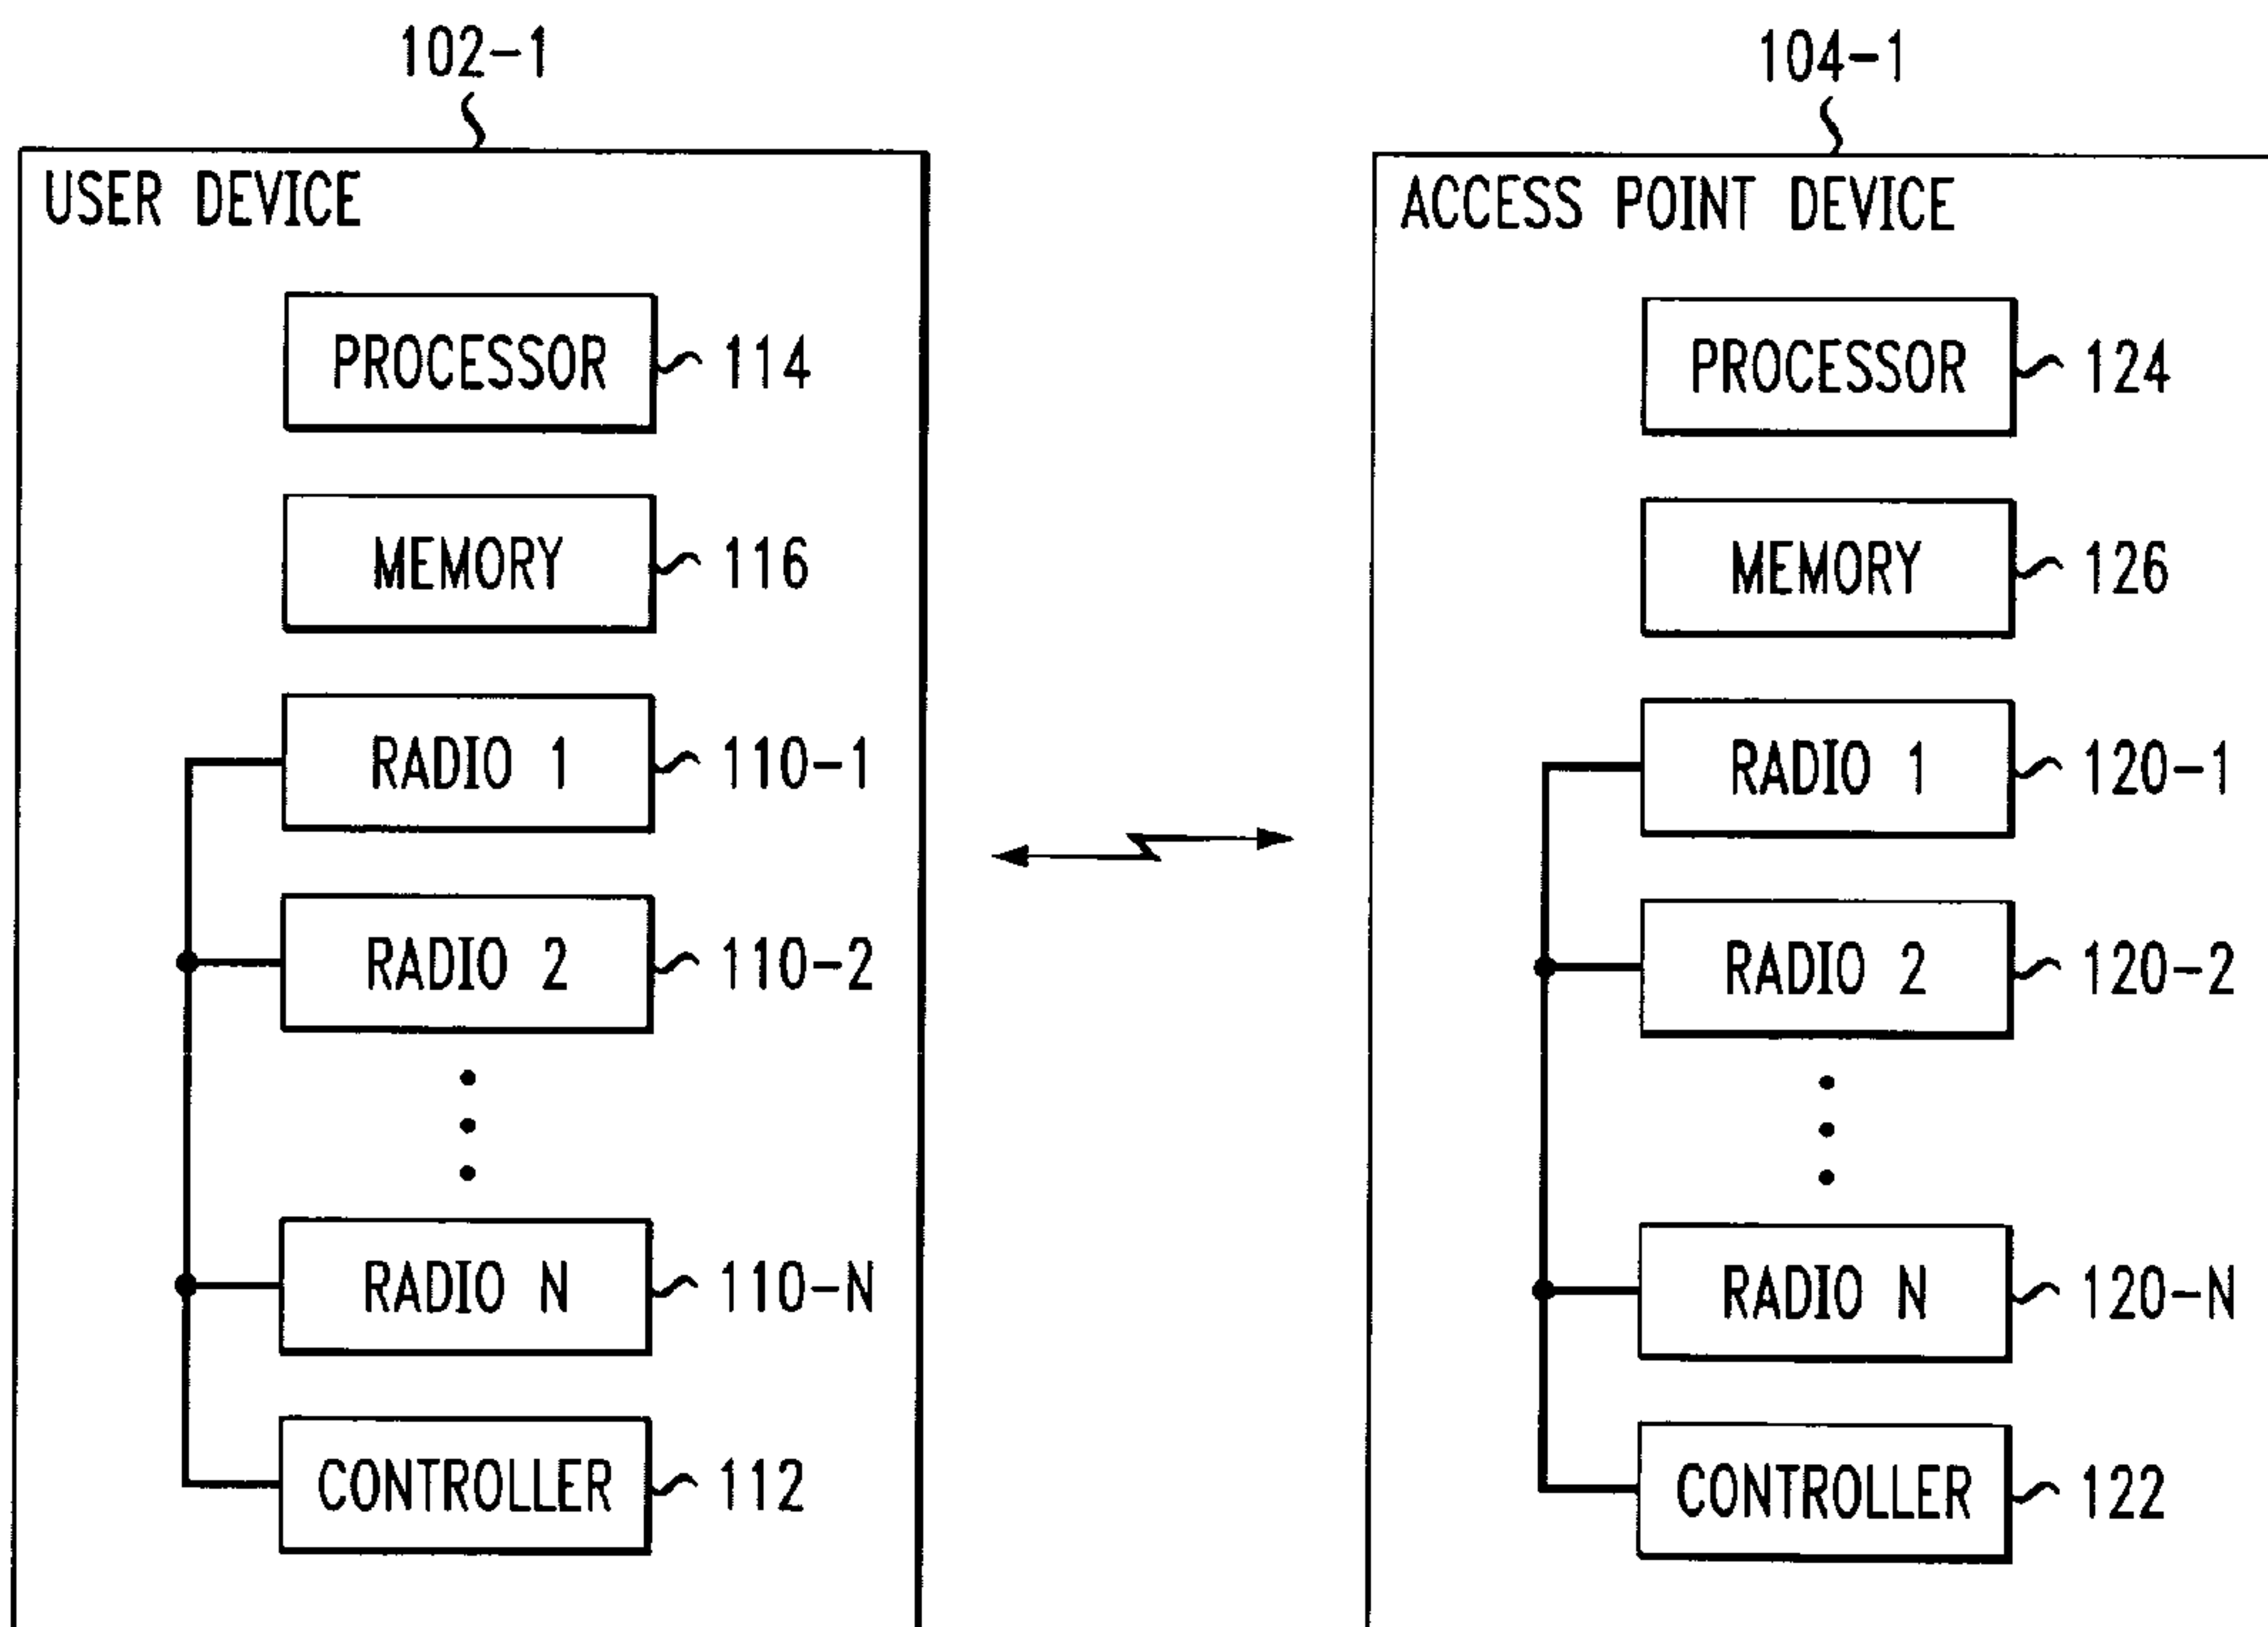 102-1
USER DEVICE
PROCESSOR 114
MEMORY 116
RADIO 1 110-1
RADIO 2 110-2
RADIO N 110-N
CONTROLLER 112
104-1
ACCESS POINT DEVICE
PROCESSOR 124
MEMORY 126
RADIO 1 120-1
RADIO 2 120-2
RADIO N 120-N
CONTROLLER 122